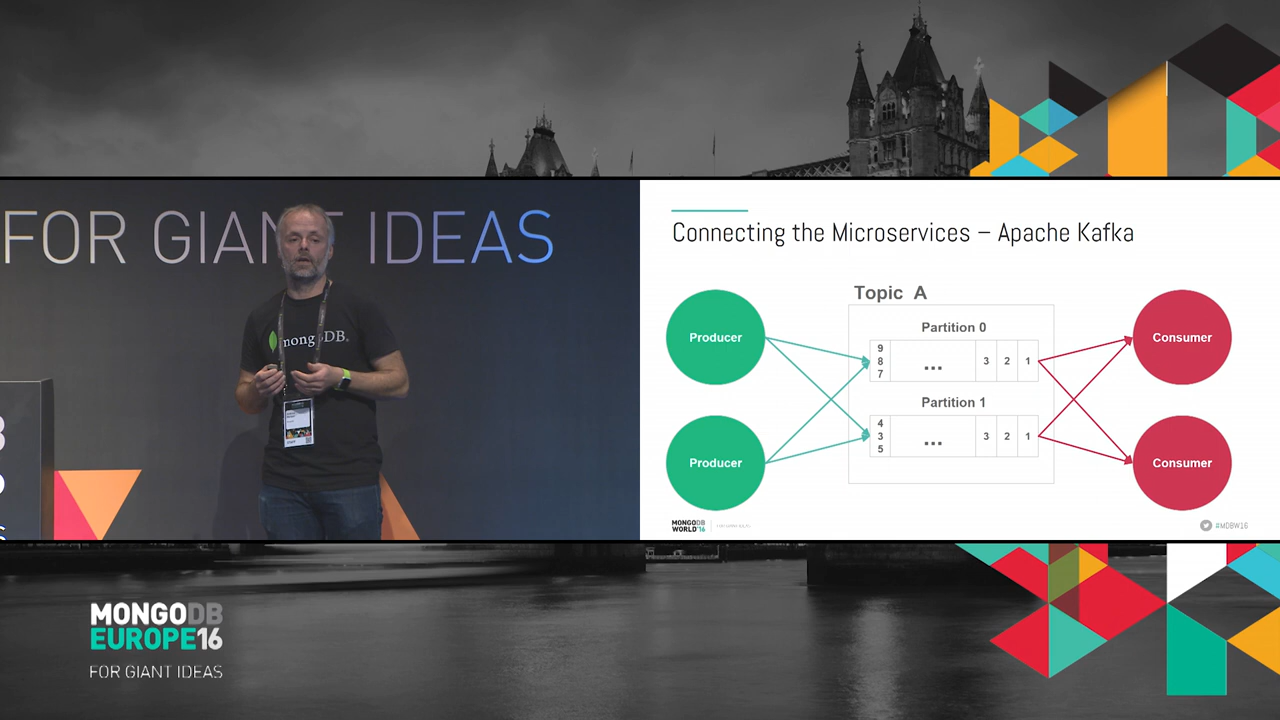 FOR GIANT IDEAS
mongoDB.
Connecting the Microservices – Apache Kafka
Topic A
Producer
Producer
Partition 0
9
8
7
...
3 2 1
Partition 1
4
3
5
...
3 2 1
Consumer
Consumer
MONGODB
WORLD'16
#MDBW16
MONGODB
EUROPE16
FOR GIANT IDEAS